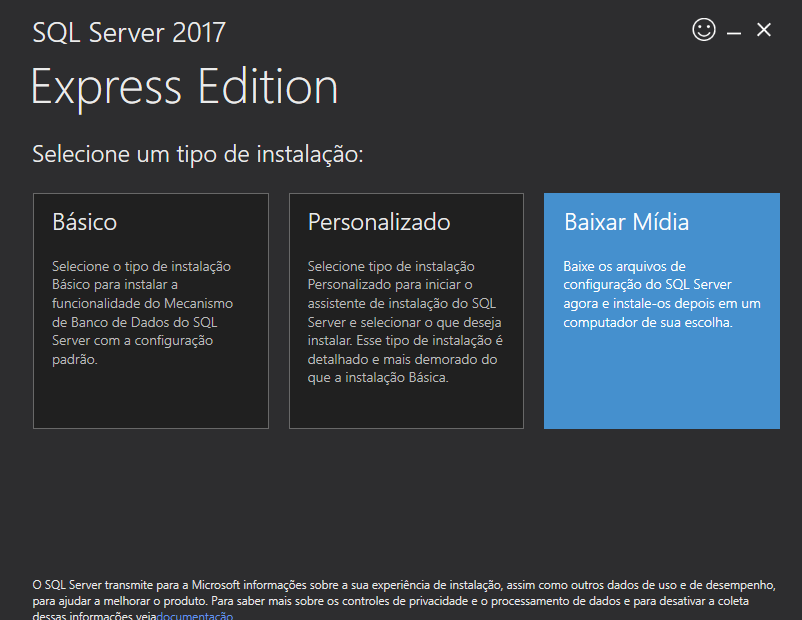 SQL Server 2017
Express Edition
Selecione um tipo de instalação:
Básico
Selecione o tipo de instalação
Básico para instalar a
funcionalidade do Mecanismo
de Banco de Dados do SQL
Server com a configuração
padrão.
Personalizado
Selecione tipo de instalação
Personalizado para iniciar o
assistente de instalação do SQL
Server e selecionar o que deseja
instalar. Esse tipo de instalação é
detalhado e mais demorado do
que a instalação Básica.
Baixar Mídia
Baixe os arquivos de
configuração do SQL Server
agora e instale-os depois em um
computador de sua escolha.
O SQL Server transmite para a Microsoft informações sobre a sua experiência de instalação, assim como outros dados de uso e de desempenho,
para ajudar a melhorar o produto. Para saber mais sobre os controles de privacidade e o processamento de dados e para desativar a coleta
dessas informações vejadocumentação